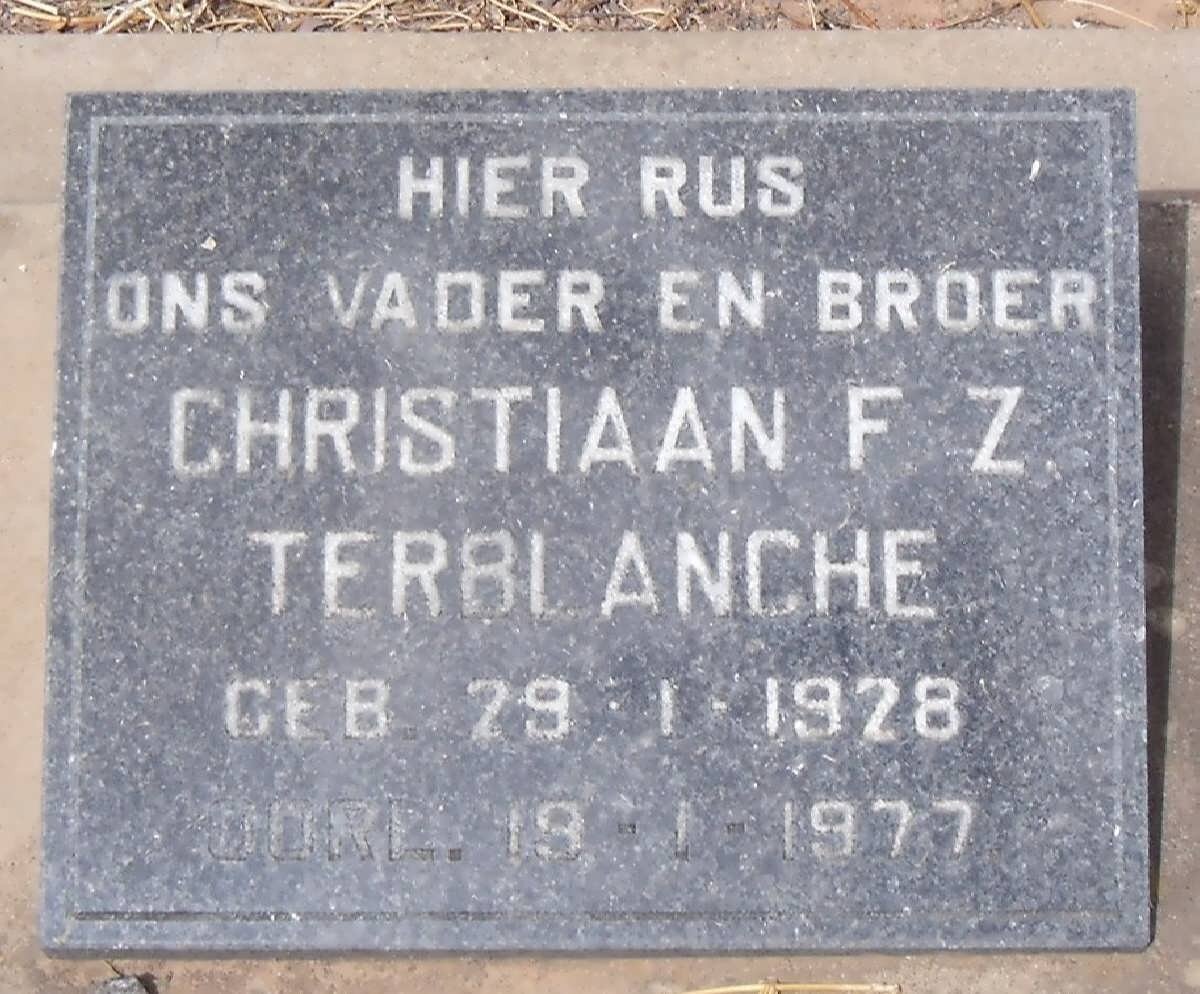 HIER RUS
ONS VADER EN BROER
CHRISTIAAN F Z.
TERBLANCHE
GEB. 29-1-1928
OORL. 19-1-1977.